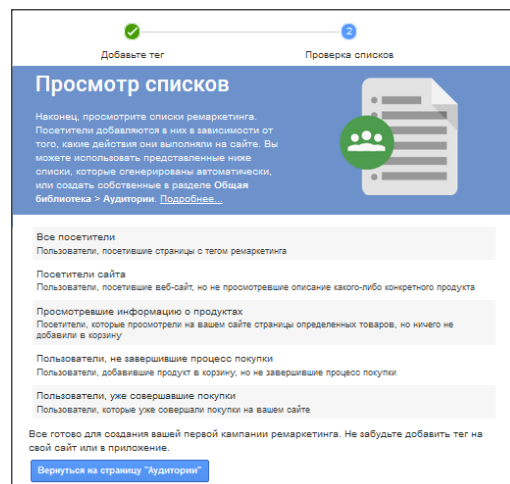 2
Добавьте тег
Проверка списков
Просмотр списков
Наконец, просмотрите списки ремаркетинга.
Посетители добавляются в них в зависимости от
того, какие действия они выполняли на сайте. Вы
можете использовать представленные ниже
списки, которые сгенерированы автоматически,
или создать собственные в разделе Общая
библиотека > Аудитории. Подробнее...
Все посетители
Пользователи, посетившие страницы с тегом ремаркетинга
Посетители сайта
Пользователи, посетившие веб-сайт, но не просмотревшие описание какого-либо конкретного продукта
Просмотревшие информацию о продуктах
Посетители, которые просмотрели на вашем сайте страницы определенных товаров, но ничего не
добавили в корзину
Пользователи, не завершившие процесс покупки
Пользователи, добавившие продукт в корзину, но не завершившие процесс покупки
Пользователи, уже совершавшие покупки
Пользователи, которые уже совершали покупки на вашем сайте
Все готово для создания вашей первой кампании ремаркетинга. Не забудьте добавить тег на
свой сайт или в приложение.
Вернуться на страницу "Аудитории"